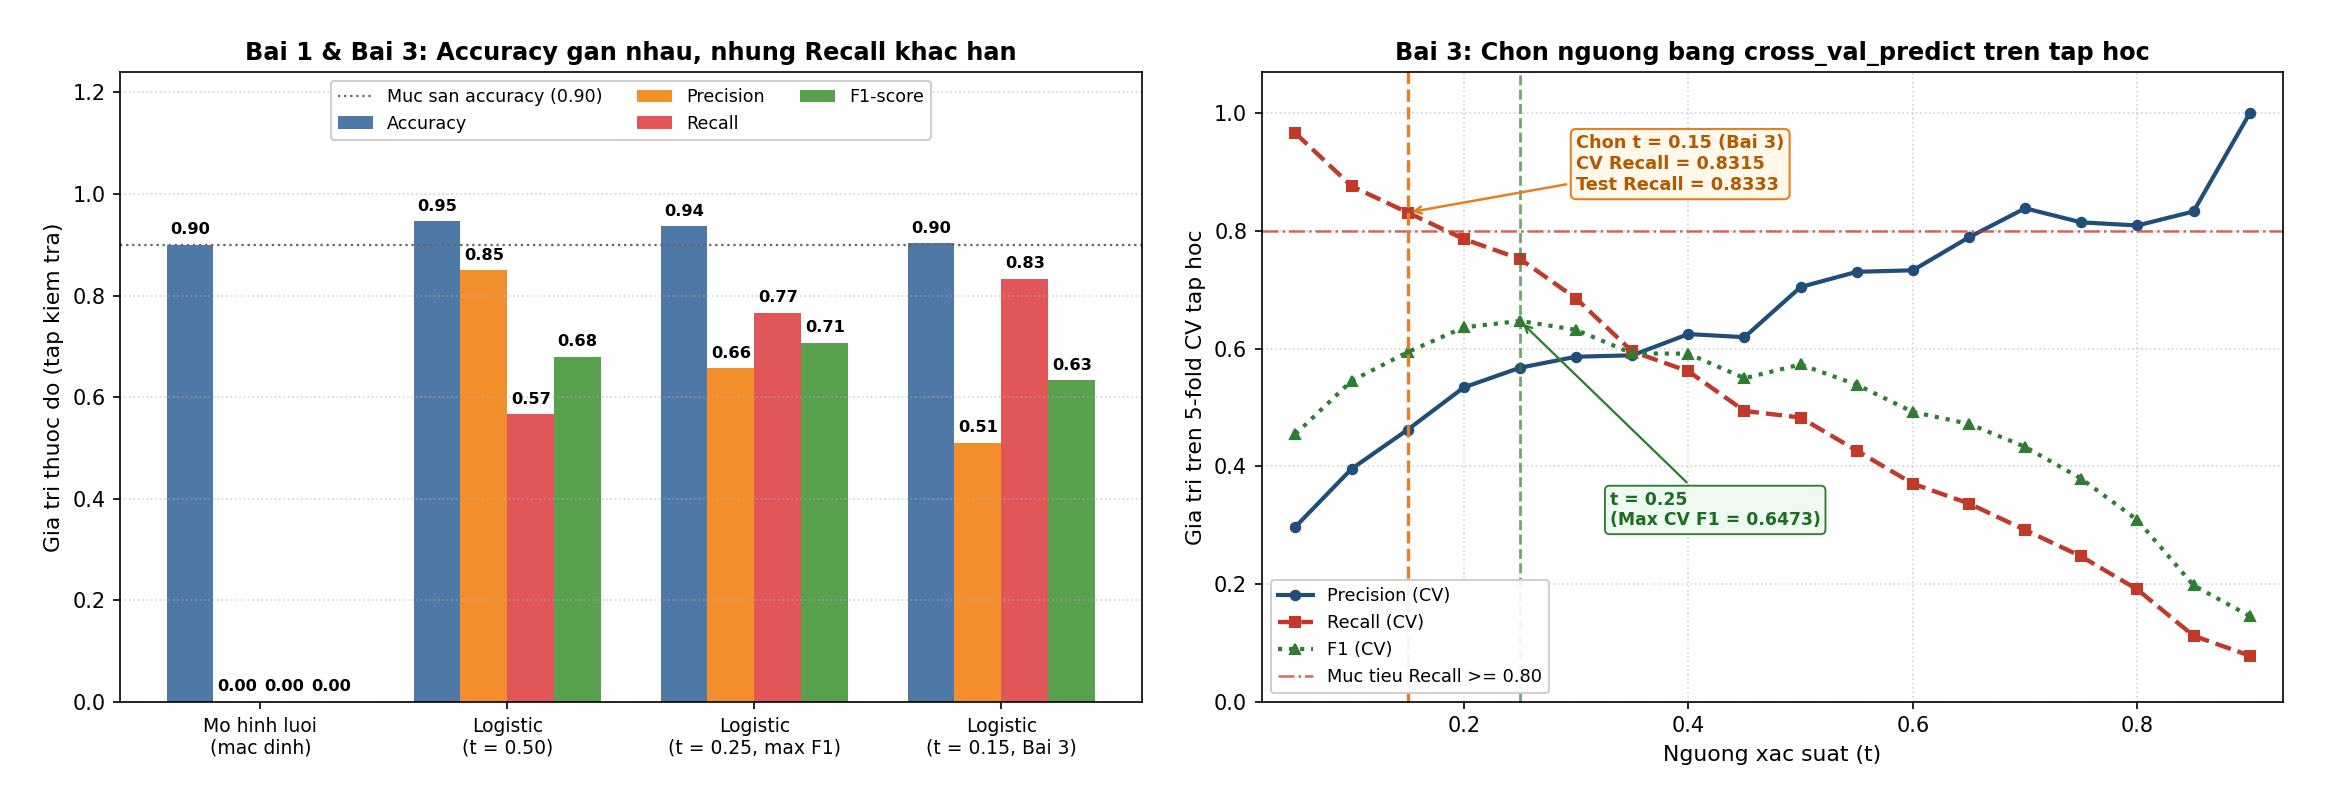 Bai 1 & Bai 3: Accuracy gan nhau, nhung Recall khac han
Muc san accuracy (0.90)
Accuracy
Precision
Recall
F1-score
Gia tri thuoc do (tap kiem tra)
1.2
1.0
0.8
0.6
0.4
0.2
0.0
0.90
0.00 0.00 0.00
0.95
0.85
0.57
0.68
0.94
0.66
0.77
0.71
0.90
0.51
0.83
0.63
Mo hinh luoi
(mac dinh)
Logistic
(t = 0.50)
Logistic
(t = 0.25, max F1)
Logistic
(t = 0.15, Bai 3)
Bai 3: Chon nguong bang cross_val_predict tren tap hoc
Gia tri tren 5-fold CV tap hoc
1.0
0.8
0.6
0.4
0.2
0.0
Chon t = 0.15 (Bai 3)
CV Recall = 0.8315
Test Recall = 0.8333
t = 0.25
(Max CV F1 = 0.6473)
Precision (CV)
Recall (CV)
F1 (CV)
Muc tieu Recall >= 0.80
0.2
0.4
0.6
0.8
Nguong xac suat (t)